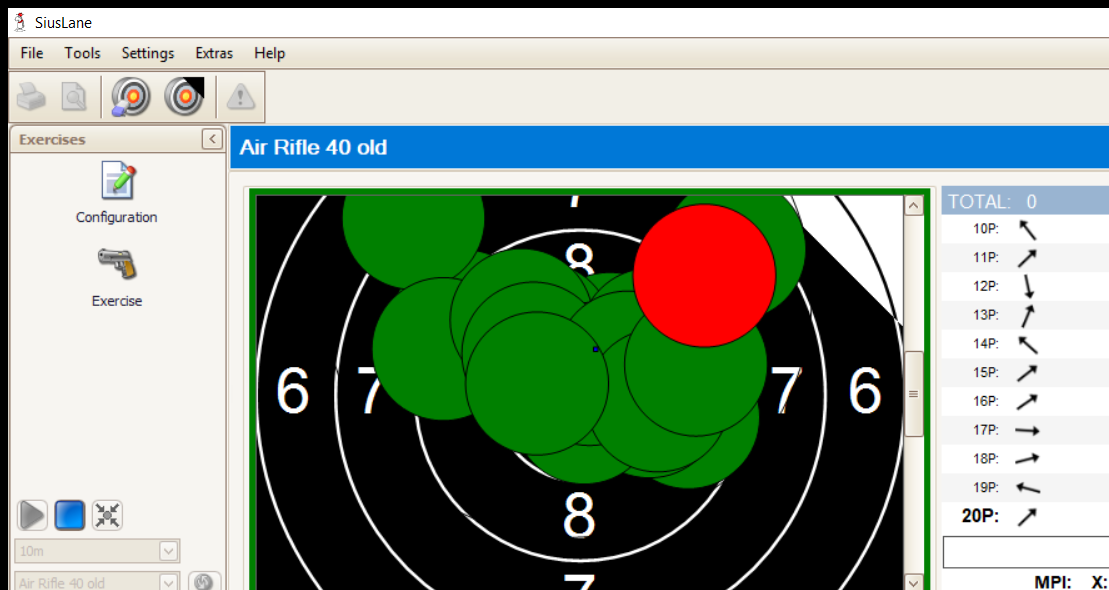 SiusLane
File Tools Settings Extras Help
Exercises
Air Rifle 40 old
Configuration
Exercise
10m
Air Rifle 40 old
7
8
6 7 7 6
8
7
TOTAL: 0
10P:
11P:
12P:
13P:
14P:
15P:
16P:
17P:
18P:
19P:
20P:
MPI: X: